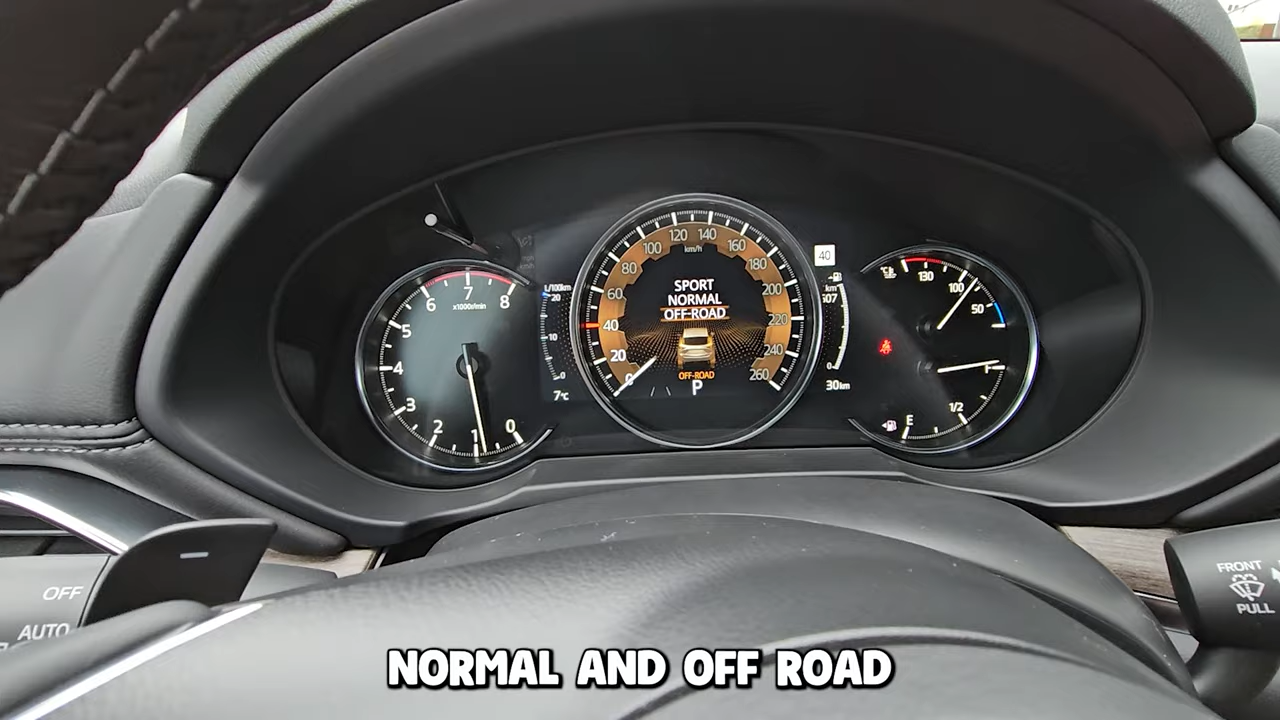 6 7 8
x1000r/min
5
4
3
2
1
0
L/100km
20
10
0
7°C
100 120 140 160
km/h
80
180
60
200
40
220
20
240
0
260
SPORT
NORMAL
OFF-ROAD
OFF-ROAD
P
40
km
607
0
30km
130
100
50
F
1/2
E
OFF
AUTO
FRONT
PULL
NORMAL AND OFF ROAD